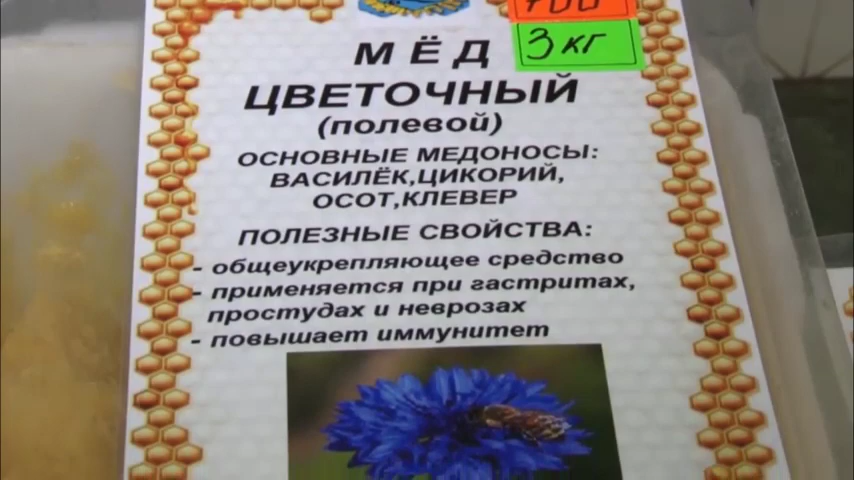 3 кг
МЁД
ЦВЕТОЧНЫЙ
(полевой)
ОСНОВНЫЕ МЕДОНОСЫ:
ВАСИЛЁК,ЦИКОРИЙ,
ОСОТ,КЛЕВЕР
ПОЛЕЗНЫЕ СВОЙСТВА:
- общеукрепляющее средство
- применяется при гастритах,
простудах и неврозах
- повышает иммунитет